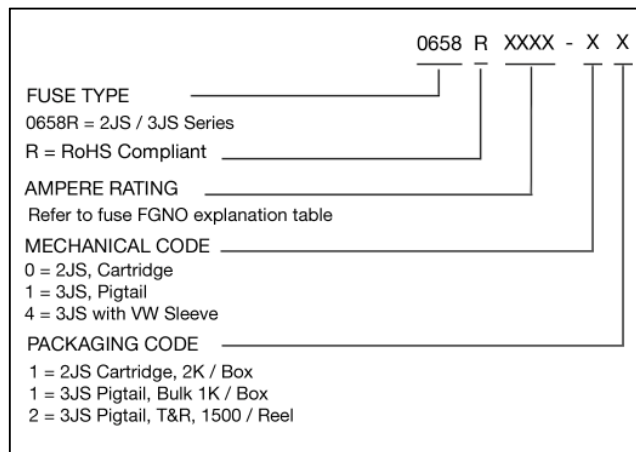 0658 R XXXX - X X
FUSE TYPE
0658R = 2JS / 3JS Series
R = RoHS Compliant
AMPERE RATING
Refer to fuse FGNO explanation table
MECHANICAL CODE
0 = 2JS, Cartridge
1 = 3JS, Pigtail
4 = 3JS with VW Sleeve
PACKAGING CODE
1 = 2JS Cartridge, 2K / Box
1 = 3JS Pigtail, Bulk 1K / Box
2 = 3JS Pigtail, T&R, 1500 / Reel